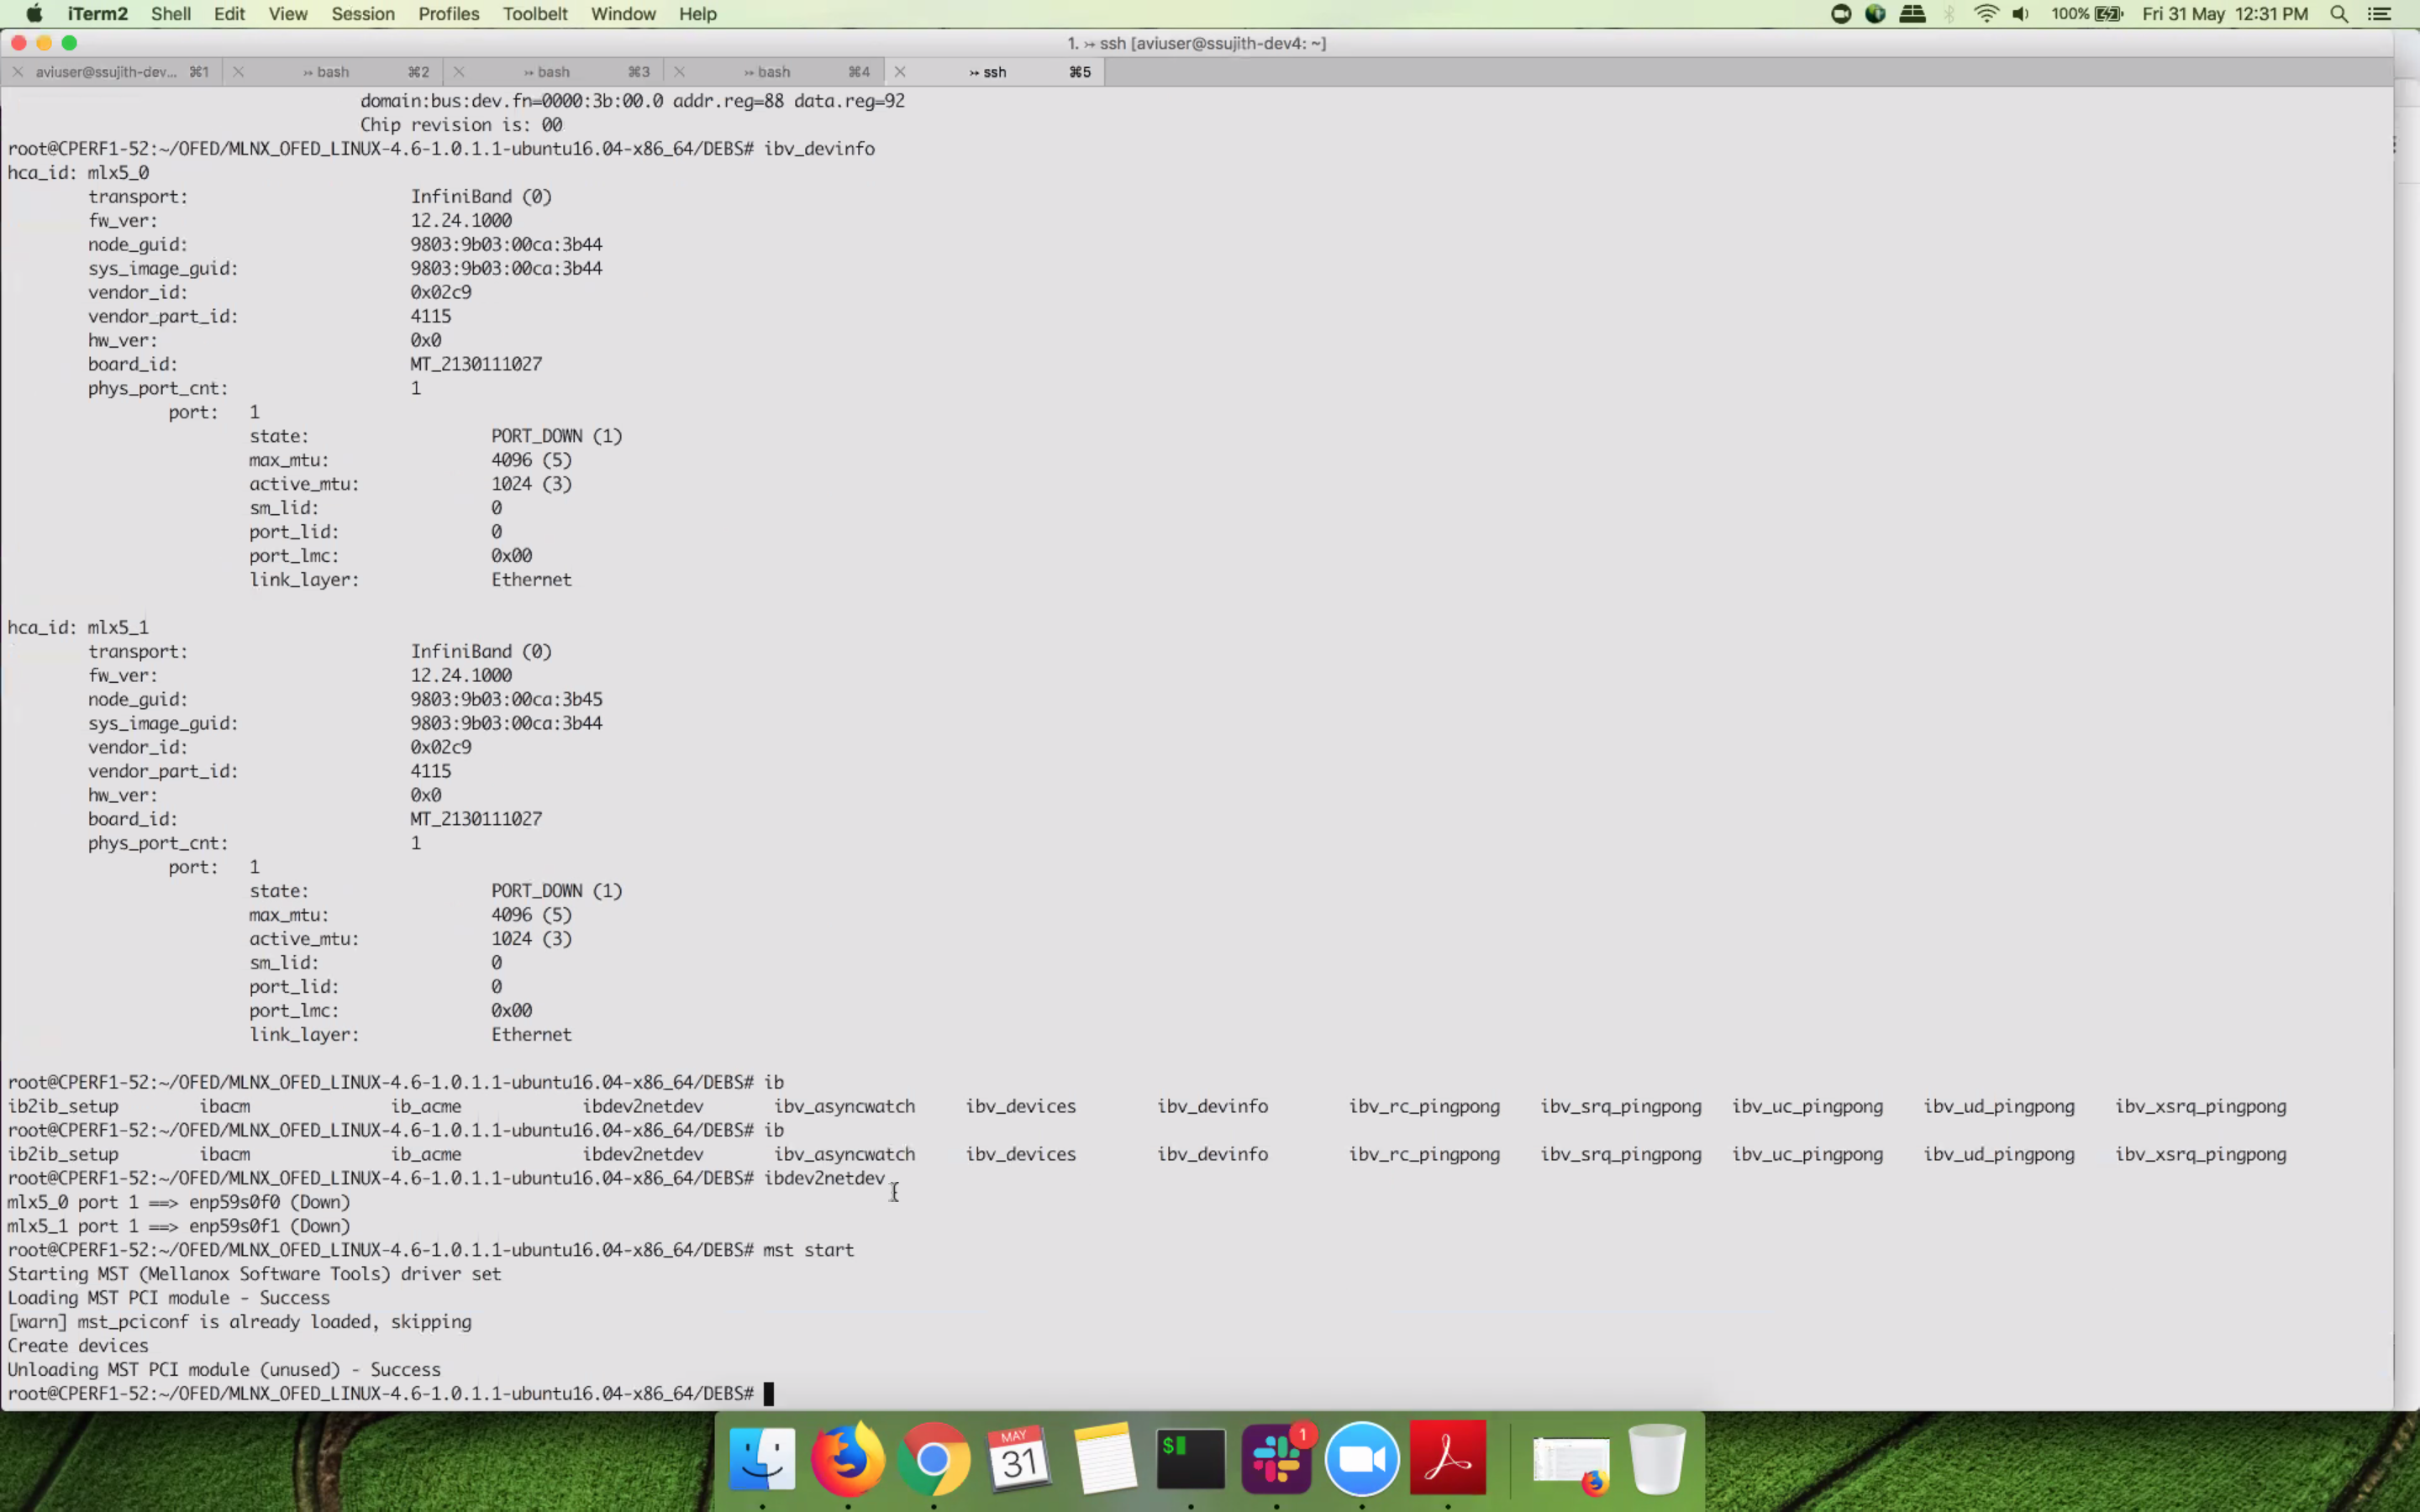 iTerm2 Shell Edit View Session Profiles Toolbelt Window Help 100% Fri 31 May 12:31 PM
1. ssh [aviuser@ssujith-dev4: ~]
aviuser@ssujith-dev... ⌘1 bash ⌘2 bash ⌘3 bash ⌘4 ssh ⌘5
domain:bus:dev.fn=0000:3b:00.0 addr.reg=88 data.reg=92
Chip revision is: 00
root@CPERF1-52:~/OFED/MLNX_OFED_LINUX-4.6-1.0.1.1-ubuntu16.04-x86_64/DEBS# ibv_devinfo
hca_id: mlx5_0
transport: InfiniBand (0)
fw_ver: 12.24.1000
node_guid: 9803:9b03:00ca:3b44
sys_image_guid: 9803:9b03:00ca:3b44
vendor_id: 0x02c9
vendor_part_id: 4115
hw_ver: 0x0
board_id: MT_2130111027
phys_port_cnt: 1
port: 1
state: PORT_DOWN (1)
max_mtu: 4096 (5)
active_mtu: 1024 (3)
sm_lid: 0
port_lid: 0
port_lmc: 0x00
link_layer: Ethernet
hca_id: mlx5_1
transport: InfiniBand (0)
fw_ver: 12.24.1000
node_guid: 9803:9b03:00ca:3b45
sys_image_guid: 9803:9b03:00ca:3b44
vendor_id: 0x02c9
vendor_part_id: 4115
hw_ver: 0x0
board_id: MT_2130111027
phys_port_cnt: 1
port: 1
state: PORT_DOWN (1)
max_mtu: 4096 (5)
active_mtu: 1024 (3)
sm_lid: 0
port_lid: 0
port_lmc: 0x00
link_layer: Ethernet
root@CPERF1-52:~/OFED/MLNX_OFED_LINUX-4.6-1.0.1.1-ubuntu16.04-x86_64/DEBS# ib
ib2ib_setup ibacm ib_acme ibdev2netdev ibv_asyncwatch ibv_devices ibv_devinfo ibv_rc_pingpong ibv_srq_pingpong ibv_uc_pingpong ibv_ud_pingpong ibv_xsrq_pingpong
root@CPERF1-52:~/OFED/MLNX_OFED_LINUX-4.6-1.0.1.1-ubuntu16.04-x86_64/DEBS# ib
ib2ib_setup ibacm ib_acme ibdev2netdev ibv_asyncwatch ibv_devices ibv_devinfo ibv_rc_pingpong ibv_srq_pingpong ibv_uc_pingpong ibv_ud_pingpong ibv_xsrq_pingpong
root@CPERF1-52:~/OFED/MLNX_OFED_LINUX-4.6-1.0.1.1-ubuntu16.04-x86_64/DEBS# ibdev2netdev
mlx5_0 port 1 ==> enp59s0f0 (Down)
mlx5_1 port 1 ==> enp59s0f1 (Down)
root@CPERF1-52:~/OFED/MLNX_OFED_LINUX-4.6-1.0.1.1-ubuntu16.04-x86_64/DEBS# mst start
Starting MST (Mellanox Software Tools) driver set
Loading MST PCI module - Success
[warn] mst_pciconf is already loaded, skipping
Create devices
Unloading MST PCI module (unused) - Success
root@CPERF1-52:~/OFED/MLNX_OFED_LINUX-4.6-1.0.1.1-ubuntu16.04-x86_64/DEBS#
MAY
31
$
1